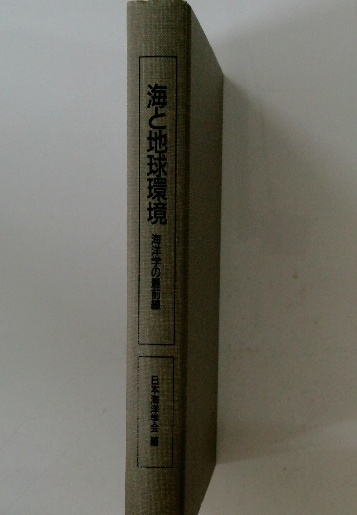 海と地球環境
海洋学の最前線
日本海洋学会 編